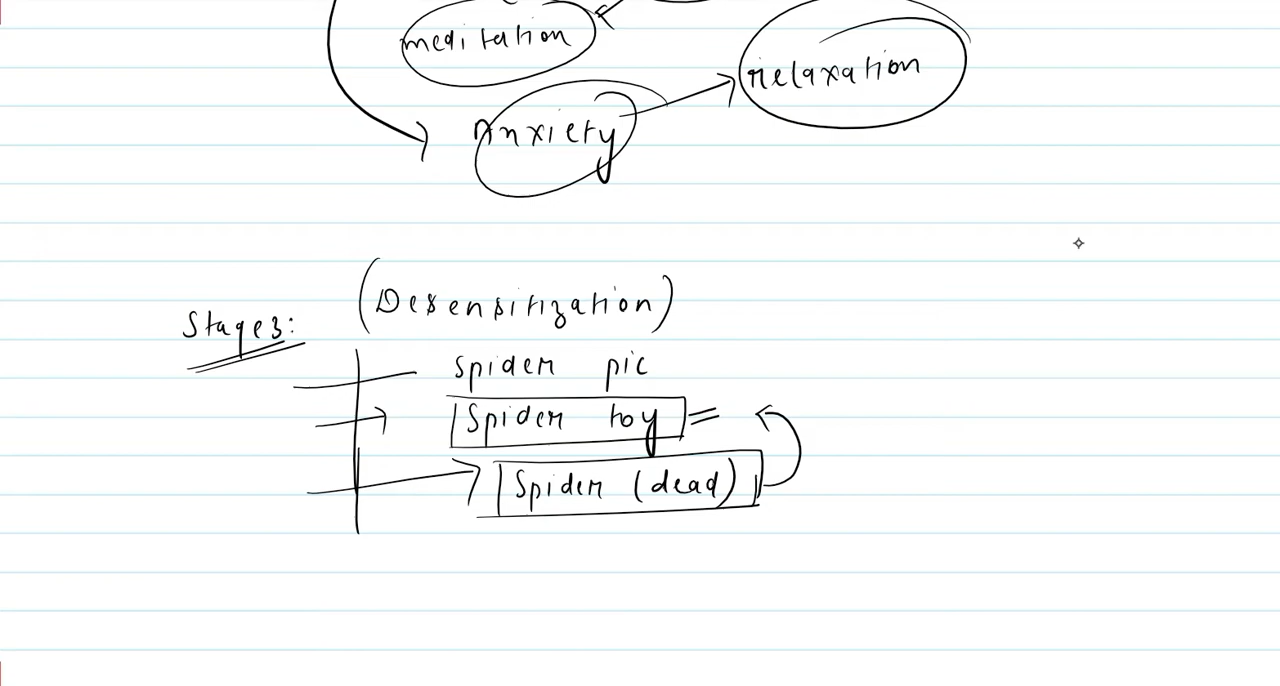 meditation
relaxation
Anxiety
(Desensitization)
Stages:
Spider pic
Spider toy =
Spider (dead)